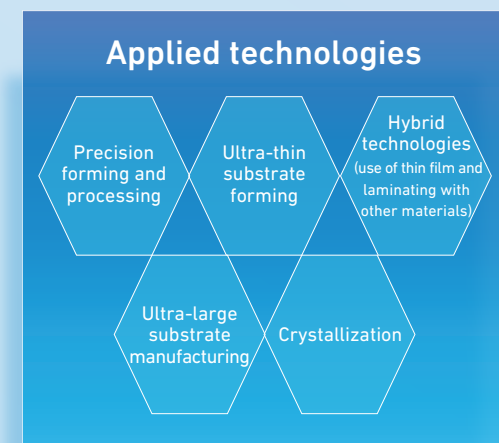 Applied technologies
Precision
forming and
processing
Ultra-thin
substrate
forming
Hybrid
technologies
(use of thin film and
laminating with
other materials)
Ultra-large
substrate
manufacturing
Crystallization